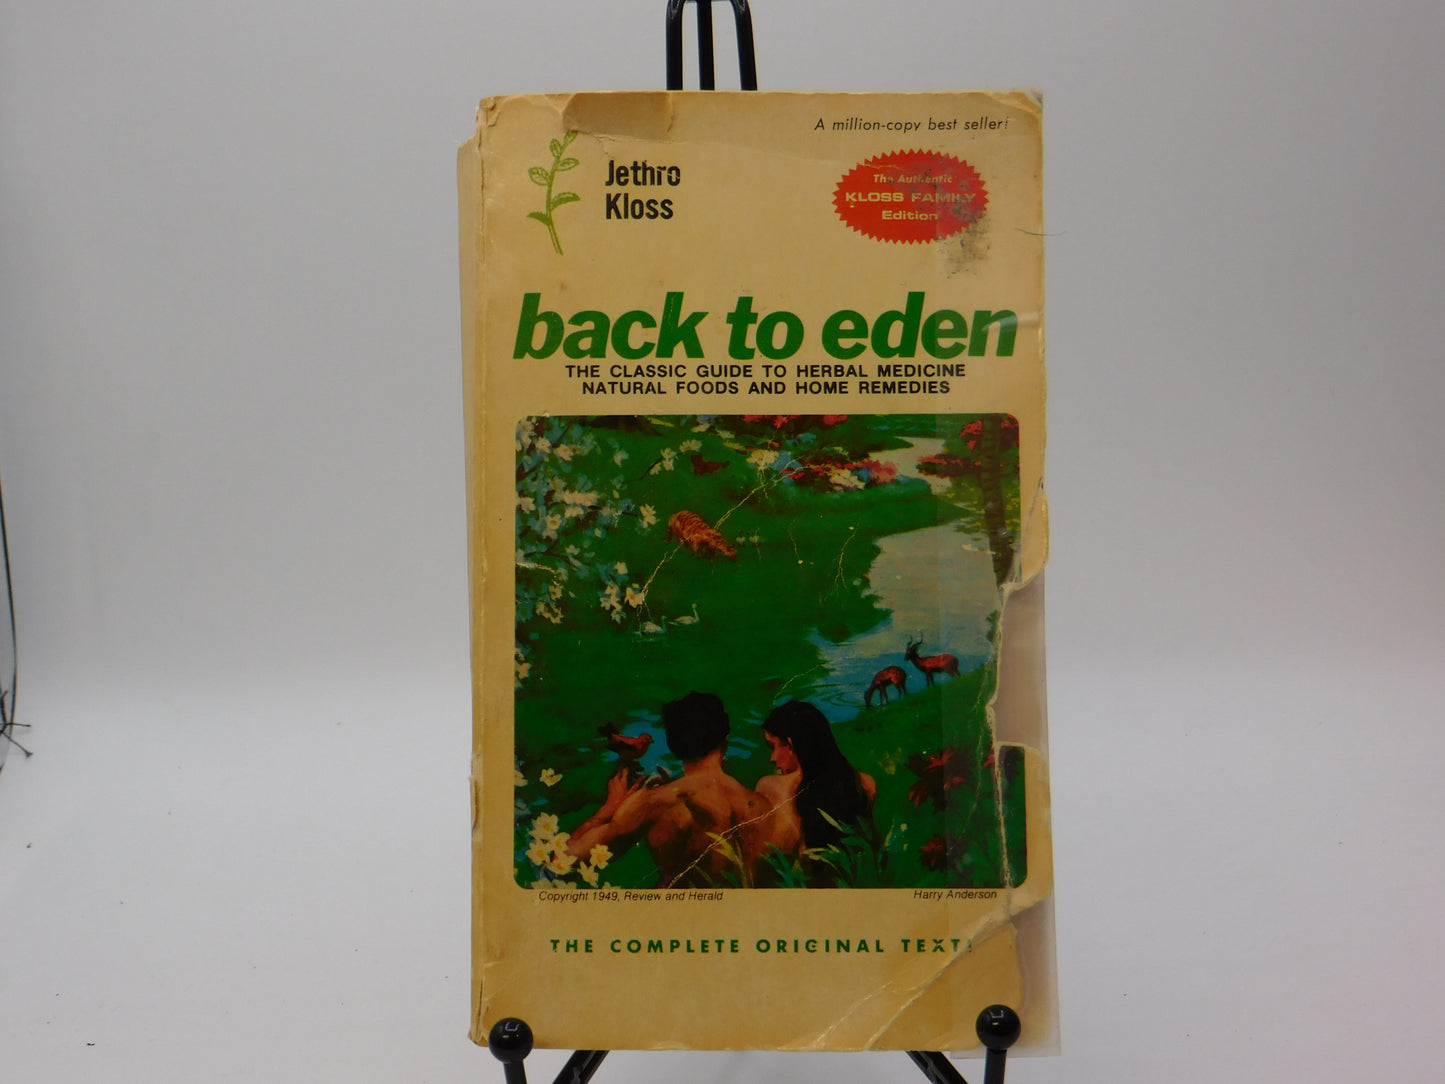 A million-copy best seller!
Jethro
Kloss
The Authentic
KLOSS FAMILY
Edition
back to eden
THE CLASSIC GUIDE TO HERBAL MEDICINE
NATURAL FOODS AND HOME REMEDIES
Copyright 1949, Review and Herald
Harry Anderson
THE COMPLETE ORIGINAL TEXT!